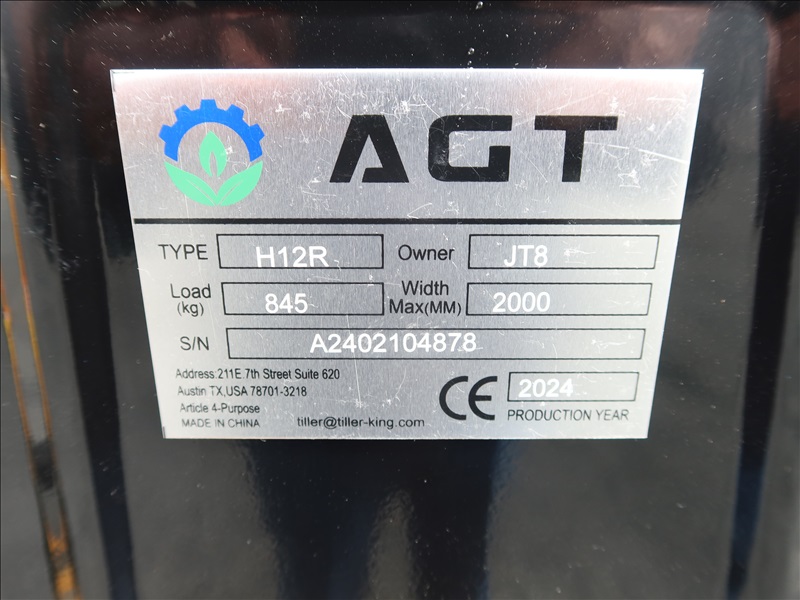 AGT
TYPE H12R Owner JT8
Load (kg) 845 Width Max(MM) 2000
S/N A2402104878
Address:211E.7th Street Suite 620
Austin TX,USA 78701-3218
Article 4-Purpose
MADE IN CHINA tiller@tiller-king.com
CE 2024
PRODUCTION YEAR